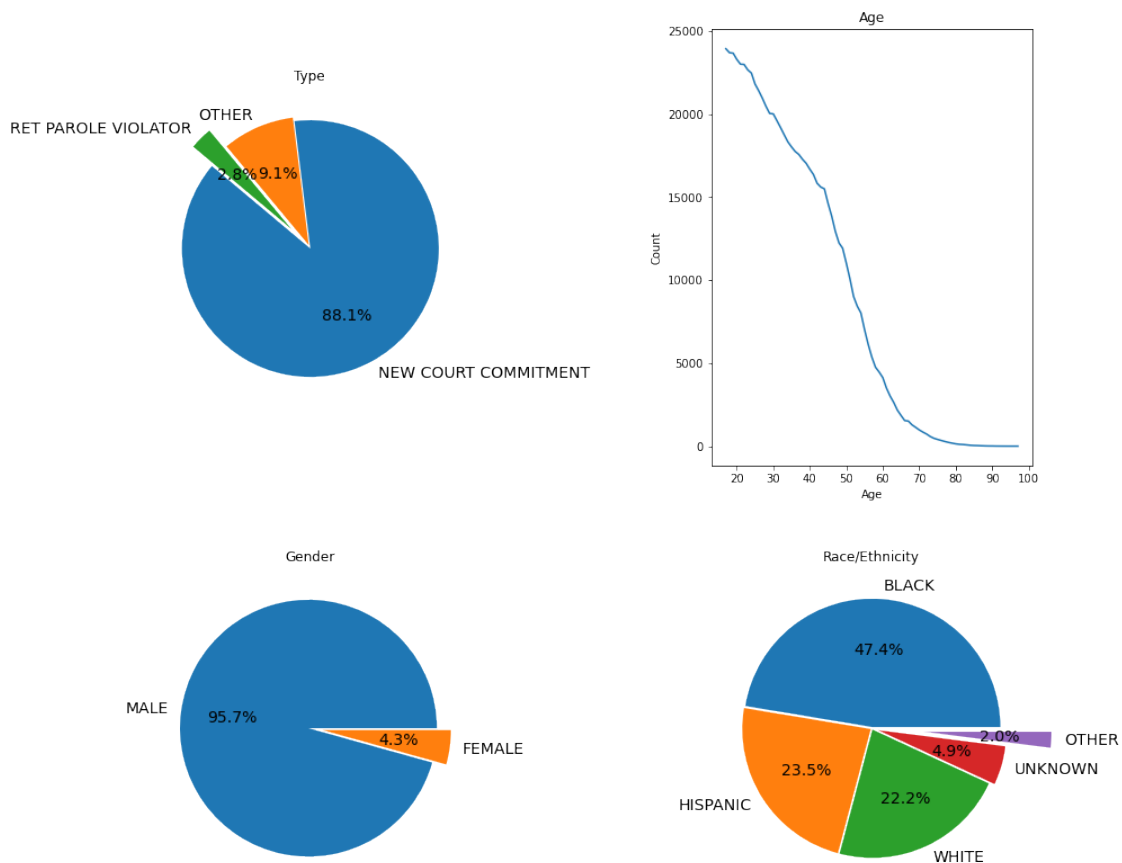 Type
OTHER
RET PAROLE VIOLATOR
2.8%
9.1%
88.1%
NEW COURT COMMITMENT
Age
25000
20000
15000
10000
5000
0
Count
20 30 40 50 60 70 80 90 100
Age
Gender
MALE
95.7%
4.3%
FEMALE
Race/Ethnicity
BLACK
47.4%
2.0%
OTHER
4.9%
UNKNOWN
23.5%
HISPANIC
22.2%
WHITE